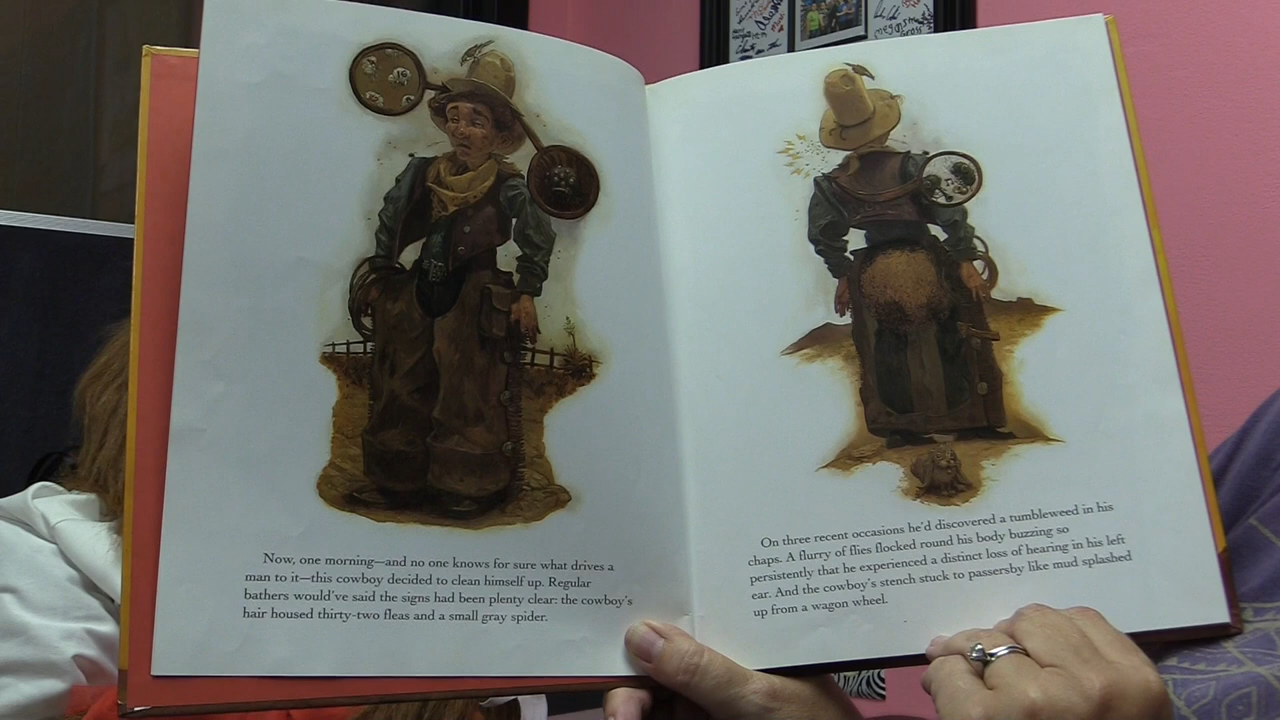 Now, one morning—and no one knows for sure what drives a
man to it—this cowboy decided to clean himself up. Regular
bathers would've said the signs had been plenty clear: the cowboy's
hair housed thirty-two fleas and a small gray spider.
On three recent occasions he'd discovered a tumbleweed in his
chaps. A flurry of flies flocked round his body buzzing so
persistently that he experienced a distinct loss of hearing in his left
ear. And the cowboy's stench stuck to passersby like mud splashed
up from a wagon wheel.